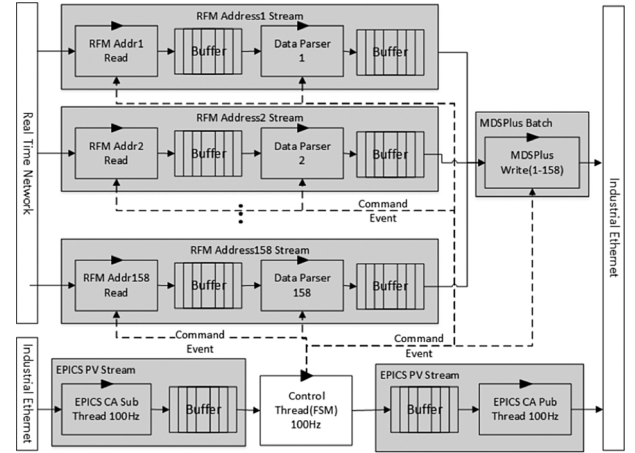 Real Time Network
RFM Address1 Stream
RFM Addr1
Read
Buffer
Data Parser
1
Buffer
RFM Address2 Stream
RFM Addr2
Read
Buffer
Data Parser
2
Buffer
Command
Event
RFM Address158 Stream
RFM Addr158
Read
Buffer
Data Parser
158
Buffer
MDSPlus Batch
MDSPlus
Write(1-158)
Industrial Ethernet
Command
Event
Command
Event
Industrial Ethernet
EPICS PV Stream
EPICS CA Sub
Thread 100Hz
Buffer
Control
Thread(FSM)
100Hz
EPICS PV Stream
Buffer
EPICS CA Pub
Thread 100Hz